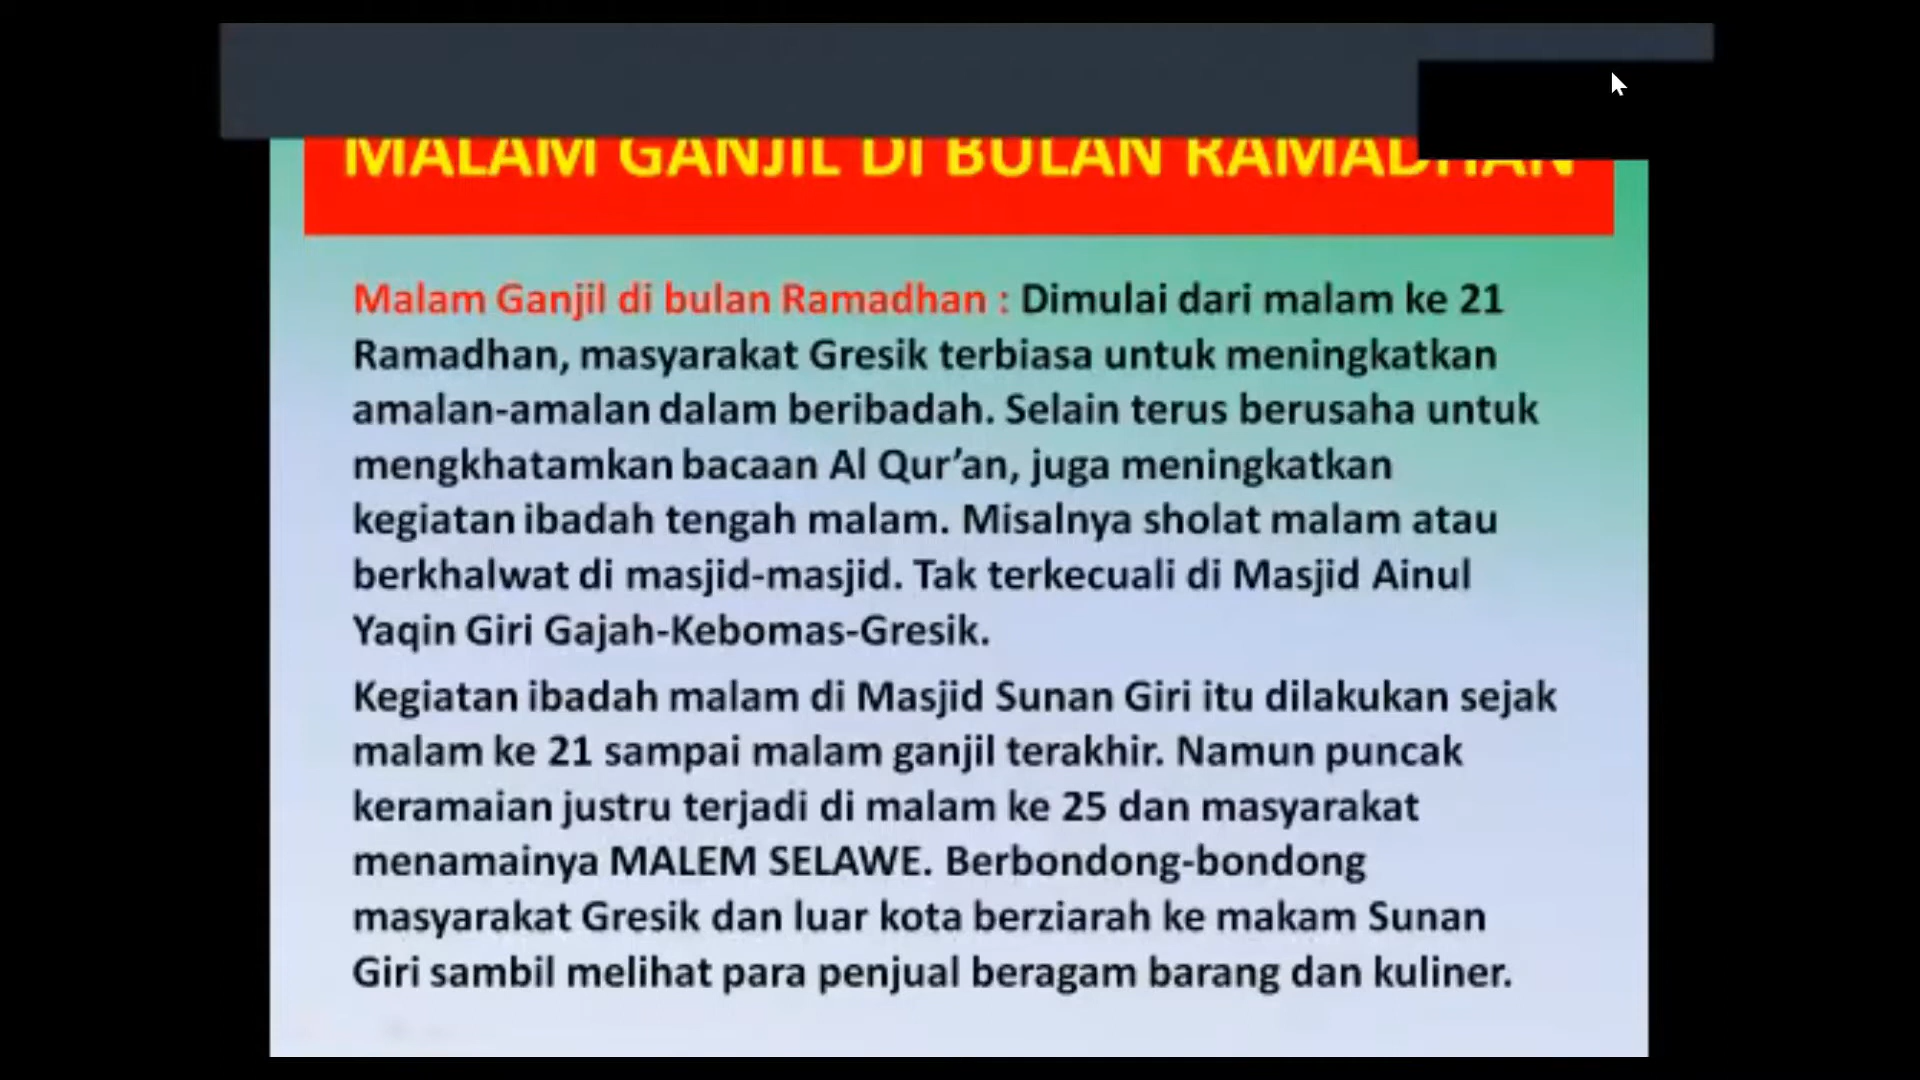 MALAM GANJIL DI BULAN RAMADHAN
Malam Ganjil di bulan Ramadhan : Dimulai dari malam ke 21
Ramadhan, masyarakat Gresik terbiasa untuk meningkatkan
amalan-amalan dalam beribadah. Selain terus berusaha untuk
mengkhatamkan bacaan Al Qur’an, juga meningkatkan
kegiatan ibadah tengah malam. Misalnya sholat malam atau
berkhalwat di masjid-masjid. Tak terkecuali di Masjid Ainul
Yaqin Giri Gajah-Kebomas-Gresik.
Kegiatan ibadah malam di Masjid Sunan Giri itu dilakukan sejak
malam ke 21 sampai malam ganjil terakhir. Namun puncak
keramaian justru terjadi di malam ke 25 dan masyarakat
menamainya MALEM SELAWE. Berbondong-bondong
masyarakat Gresik dan luar kota berziarah ke makam Sunan
Giri sambil melihat para penjual beragam barang dan kuliner.